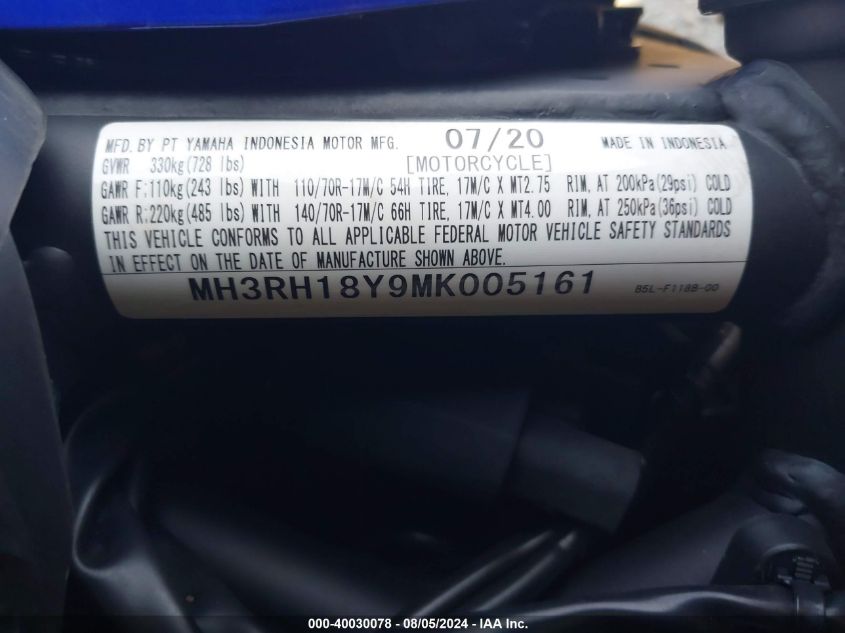 MFD. BY PT YAMAHA INDONESIA MOTOR MFG. 07/20 MADE IN INDONESIA
GVWR 330kg(728 lbs) [MOTORCYCLE]
GAWR F:110kg(243 lbs) WITH 110/70R-17M/C 54H TIRE, 17M/C X MT2.75 RIM, AT 200kPa(29psi) COLD
GAWR R:220kg(485 lbs) WITH 140/70R-17M/C 66H TIRE, 17M/C X MT4.00 RIM, AT 250kPa(36psi) COLD
THIS VEHICLE CONFORMS TO ALL APPLICABLE FEDERAL MOTOR VEHICLE SAFETY STANDARDS
IN EFFECT ON THE DATE OF MANUFACTURE SHOWN ABOVE.
MH3RH18Y9MK005161 B5L-F118B-00
000-40030078 - 08/05/2024 - IAAI Inc.